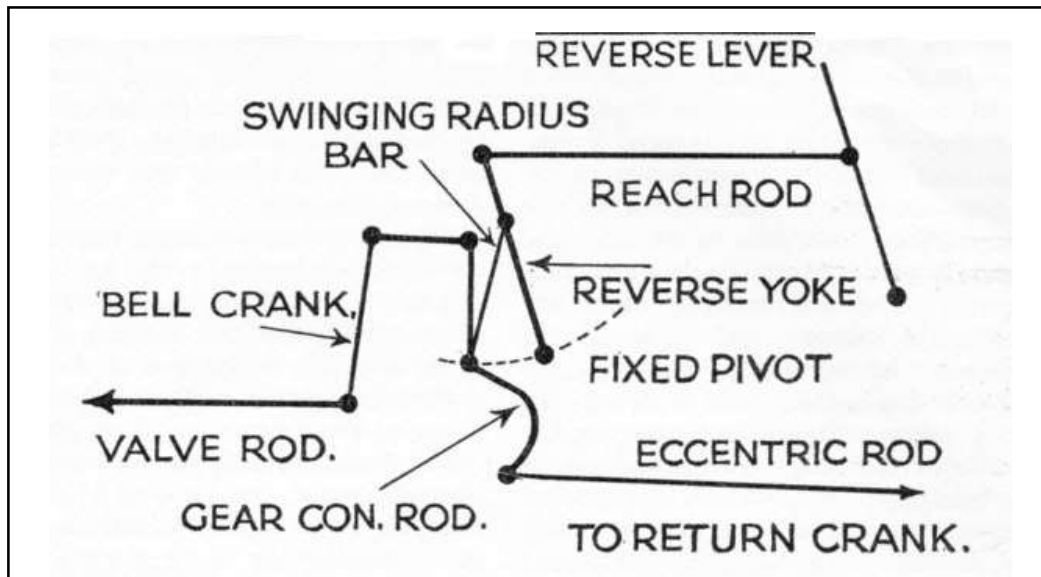 REVERSE LEVER
SWINGING RADIUS
BAR
REACH ROD
BELL CRANK.
REVERSE YOKE
FIXED PIVOT
VALVE ROD.
ECCENTRIC ROD
GEAR CON. ROD.
TO RETURN CRANK.